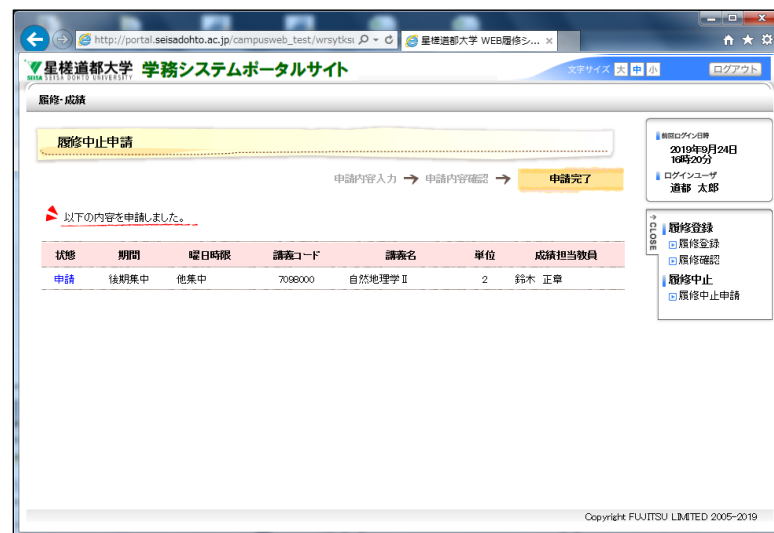 http://portal.seisadohto.ac.jp/campusweb_test/wrsytksi
星槎道都大学 WEB履修シ... ×
星槎道都大学 学務システムポータルサイト
SEISA DOHTO UNIVERSITY
文字サイズ 大 中 小
ログアウト
履修・成績
履修中止申請
申請内容入力 → 申請内容確認 → 申請完了
以下の内容を申請しました。
状態 期間 曜日時限 講義コード 講義名 単位 成績担当教員
申請 後期集中 他集中 7098000 自然地理学Ⅱ 2 鈴木 正章
前回ログイン日時
2019年9月24日
16時20分
ログインユーザ
道都 太郎
CLOSE
履修登録
履修登録
履修確認
履修中止
履修中止申請
Copyright FUJITSU LIMITED 2005-2019